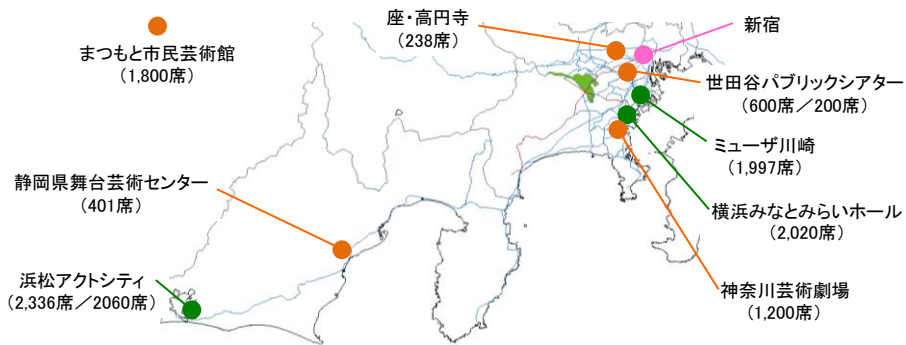 まつもと市民芸術館
(1,800席)
座・高円寺
(238席)
新宿
世田谷パブリックシアター
(600席／200席)
ミューザ川崎
(1,997席)
横浜みなとみらいホール
(2,020席)
神奈川芸術劇場
(1,200席)
静岡県舞台芸術センター
(401席)
浜松アクトシティ
(2,336席／2060席)